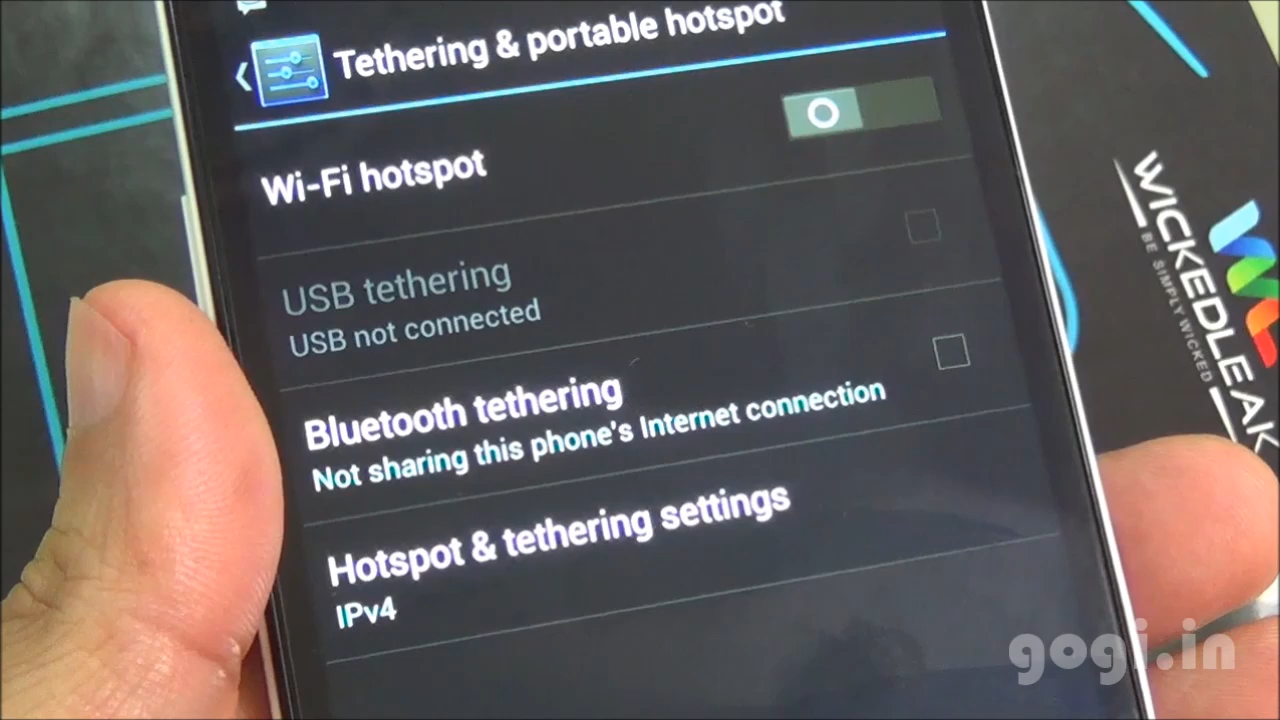 Tethering & portable hotspot
Wi-Fi hotspot
USB tethering
USB not connected
Bluetooth tethering
Not sharing this phone's Internet connection
Hotspot & tethering settings
IPv4
WICKEDLEAK
BE SIMPLY WICKED
gogi.in